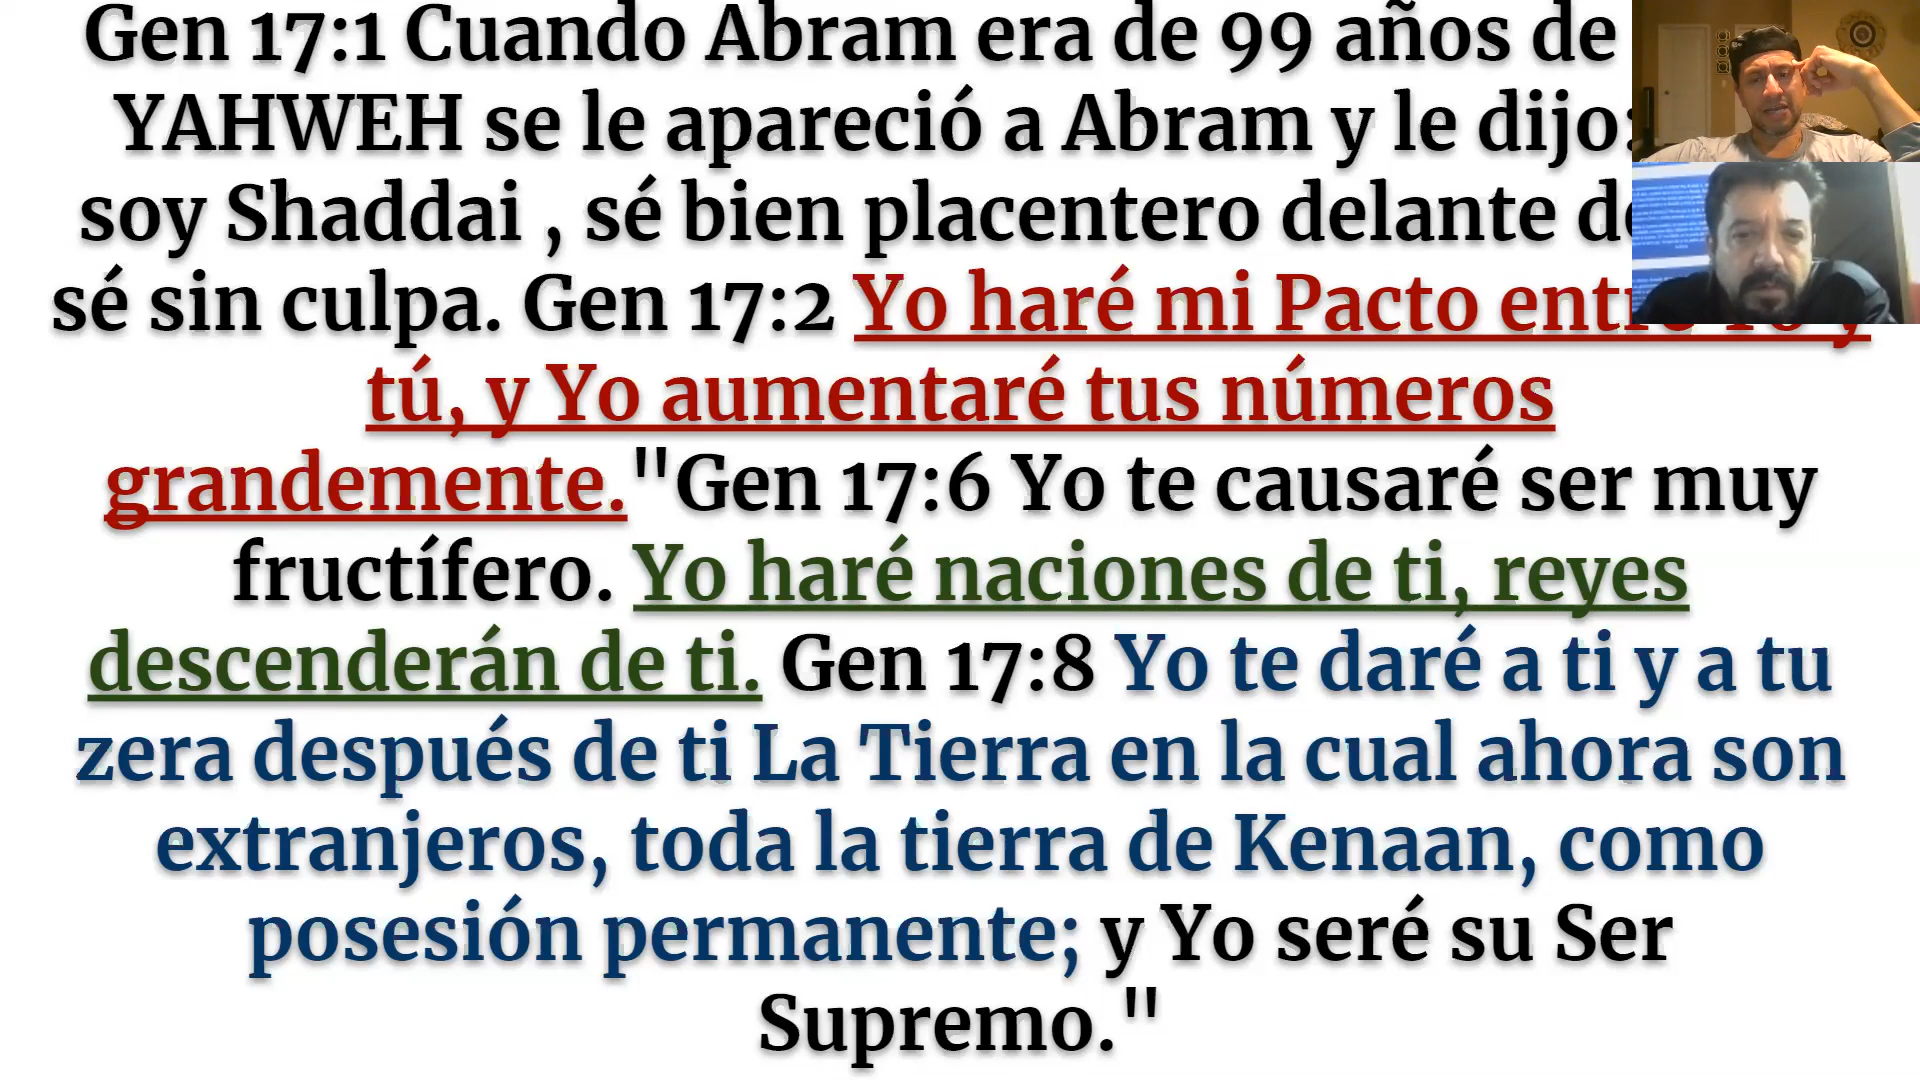 Gen 17:1 Cuando Abram era de 99 años de
YAHWEH se le apareció a Abram y le dijo:
soy Shaddai , sé bien placentero delante
sé sin culpa. Gen 17:2 Yo haré mi Pacto y
tú, y Yo aumentaré tus números
grandemente."Gen 17:6 Yo te causaré ser muy
fructífero. Yo haré naciones de ti, reyes
descenderán de ti. Gen 17:8 Yo te daré a ti y a tu
zera después de ti La Tierra en la cual ahora son
extranjeros, toda la tierra de Kenaan, como
posesión permanente; y Yo seré su Ser
Supremo."